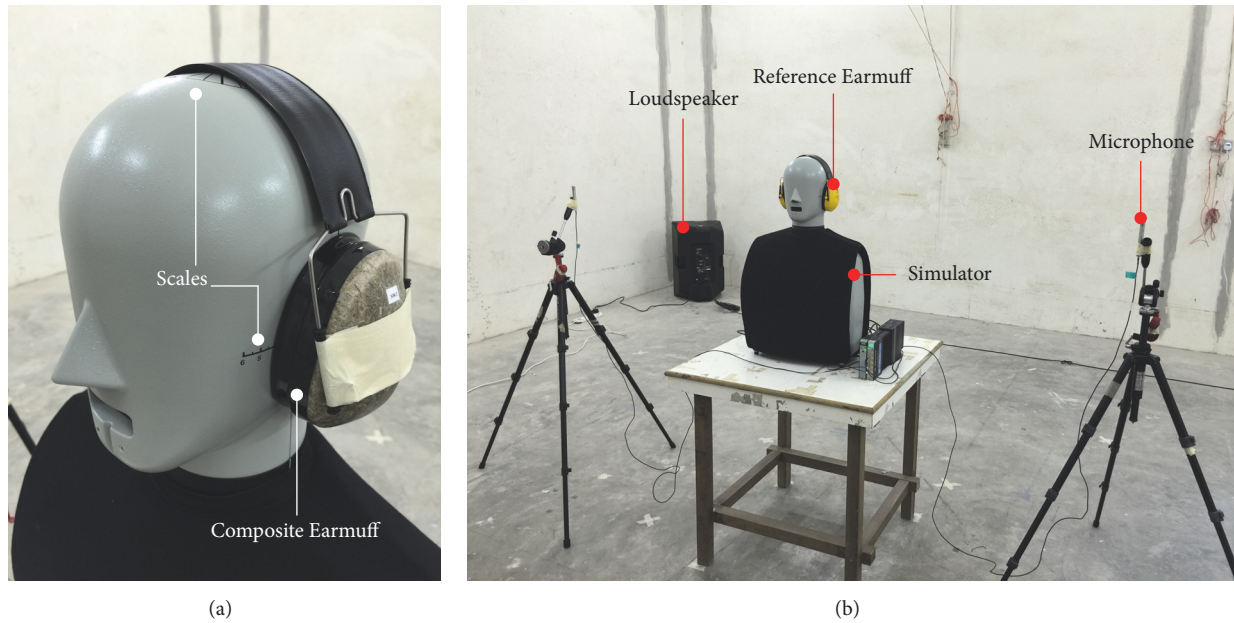 Scales
6 5
Composite Earmuff
(a)
Reference Earmuff
Loudspeaker
Microphone
Simulator
(b)